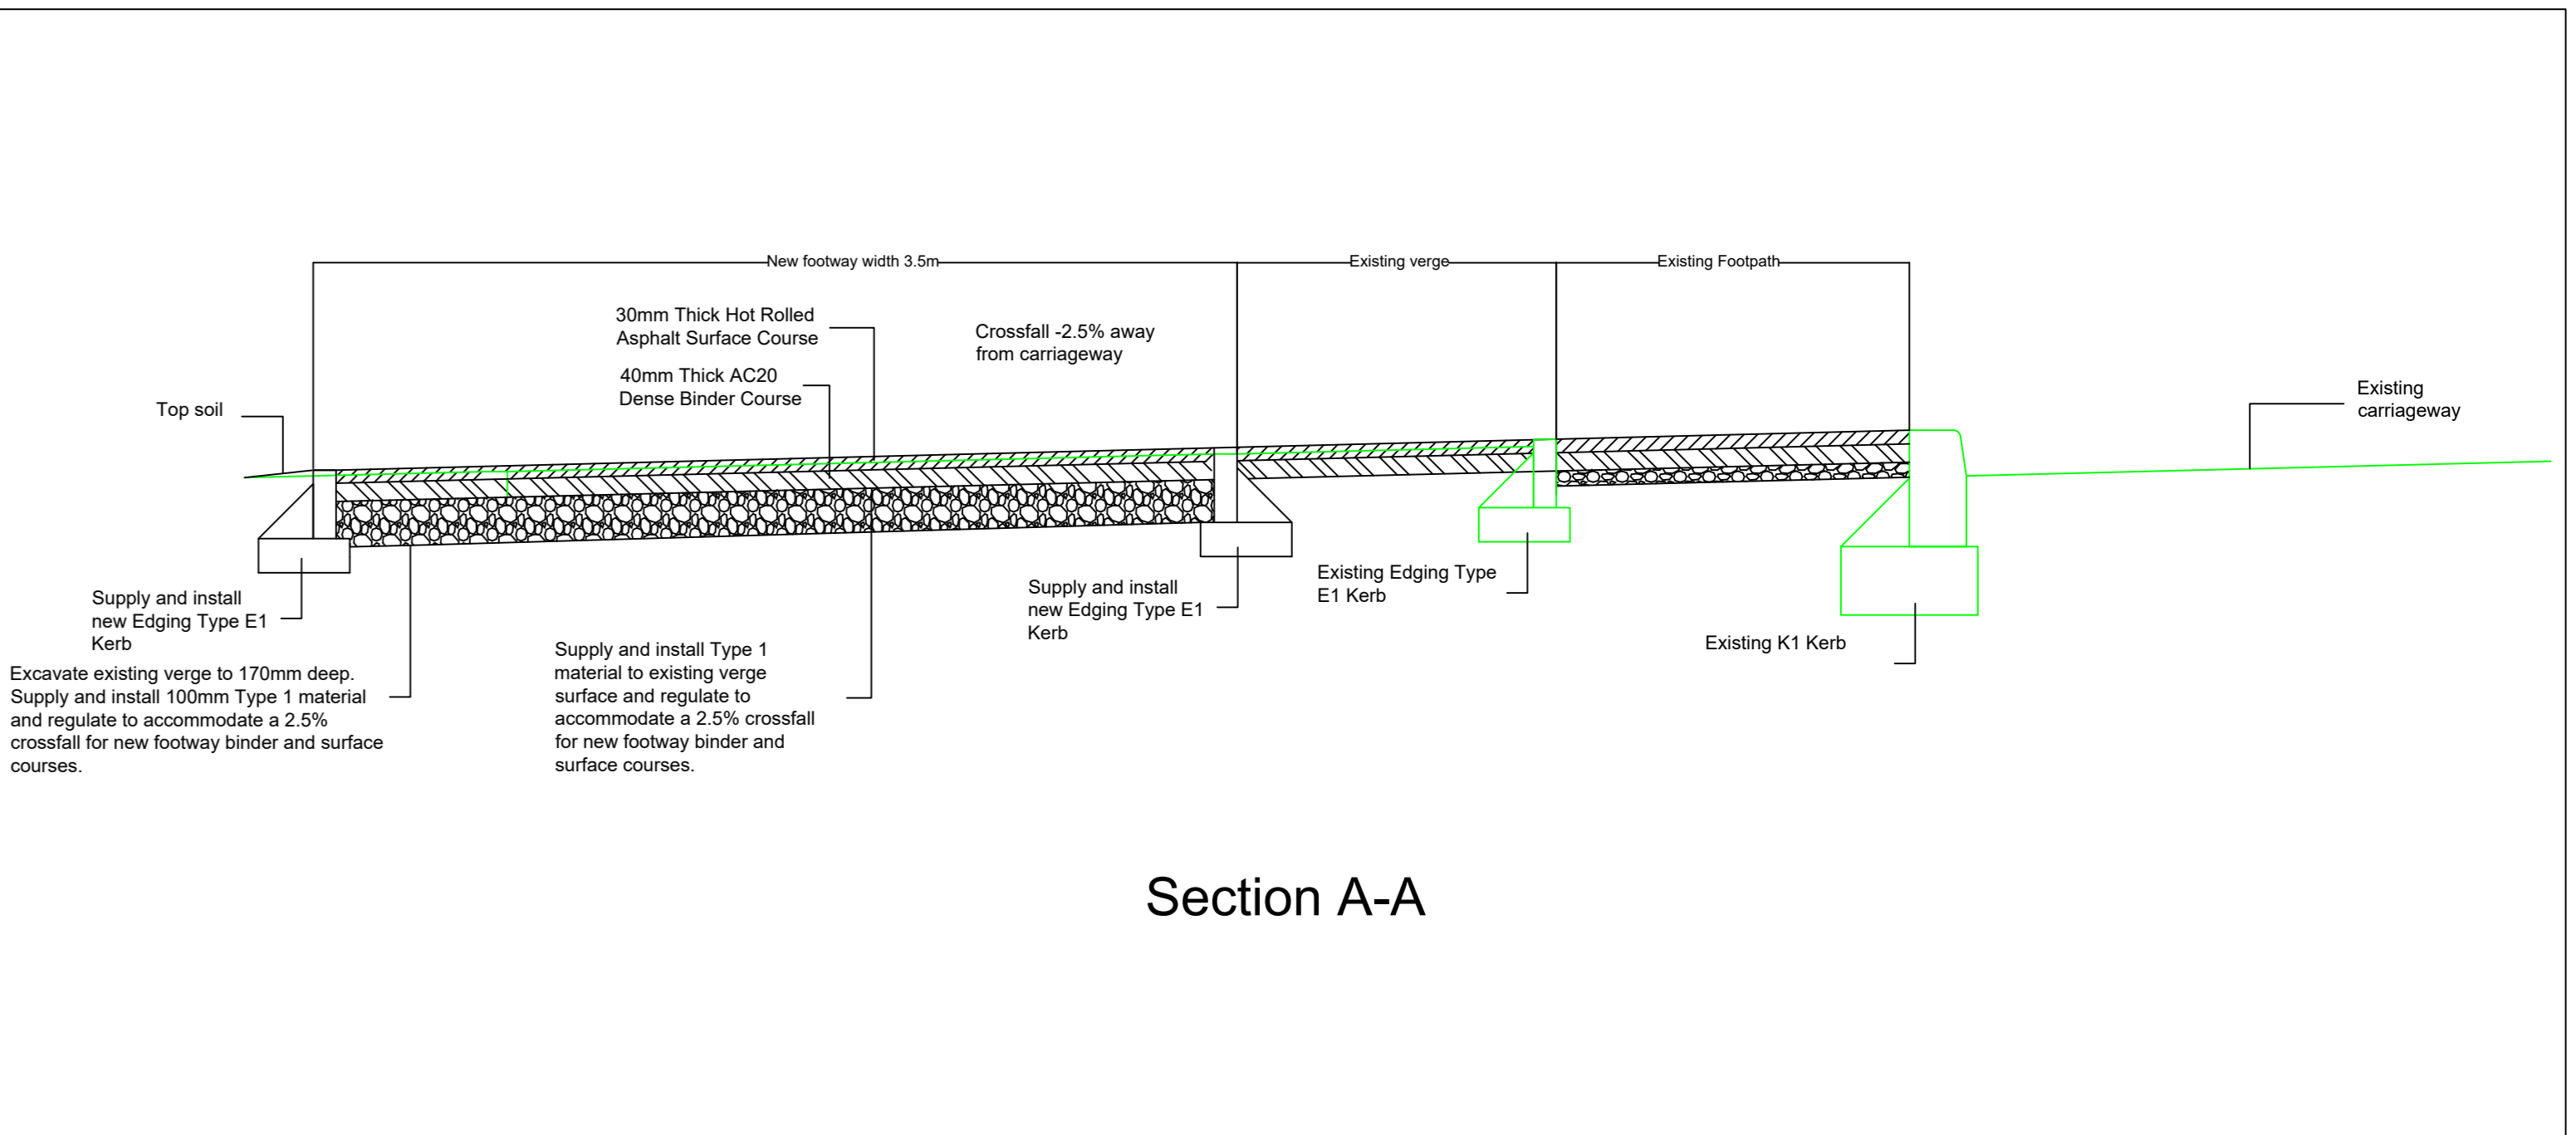 New footway width 3.5m
Existing verge
Existing Footpath
30mm Thick Hot Rolled
Asphalt Surface Course
Crossfall -2.5% away
from carriageway
40mm Thick AC20
Dense Binder Course
Top soil
Existing
carriageway
Supply and install
new Edging Type E1
Kerb
Excavate existing verge to 170mm deep.
Supply and install 100mm Type 1 material
and regulate to accommodate a 2.5%
crossfall for new footway binder and surface
courses.
Supply and install Type 1
material to existing verge
surface and regulate to
accommodate a 2.5% crossfall
for new footway binder and
surface courses.
Supply and install
new Edging Type E1
Kerb
Existing Edging Type
E1 Kerb
Existing K1 Kerb
Section A-A